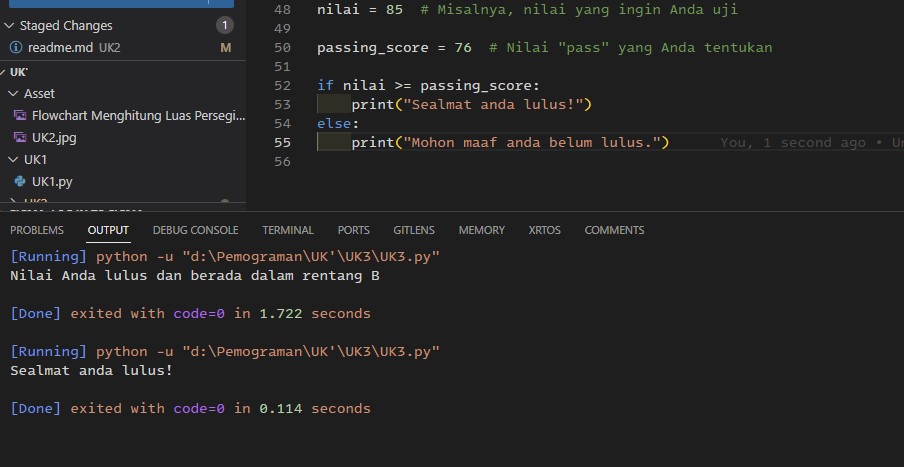 Staged Changes 1
readme.md UK2 M
UK'
Asset
Flowchart Menghitung Luas Persegi...
UK2.jpg
UK1
UK1.py
48 nilai = 85 # Misalnya, nilai yang ingin Anda uji
49
50 passing_score = 76 # Nilai "pass" yang Anda tentukan
51
52 if nilai >= passing_score:
53 print("Sealmat anda lulus!")
54 else:
55 print("Mohon maaf anda belum lulus.") You, 1 second ago •
56
PROBLEMS OUTPUT DEBUG CONSOLE TERMINAL PORTS GITLENS MEMORY XRTOS COMMENTS
[Running] python -u "d:\Pemograman\UK'\UK3\UK3.py"
Nilai Anda lulus dan berada dalam rentang B
[Done] exited with code=0 in 1.722 seconds
[Running] python -u "d:\Pemograman\UK'\UK3\UK3.py"
Sealmat anda lulus!
[Done] exited with code=0 in 0.114 seconds